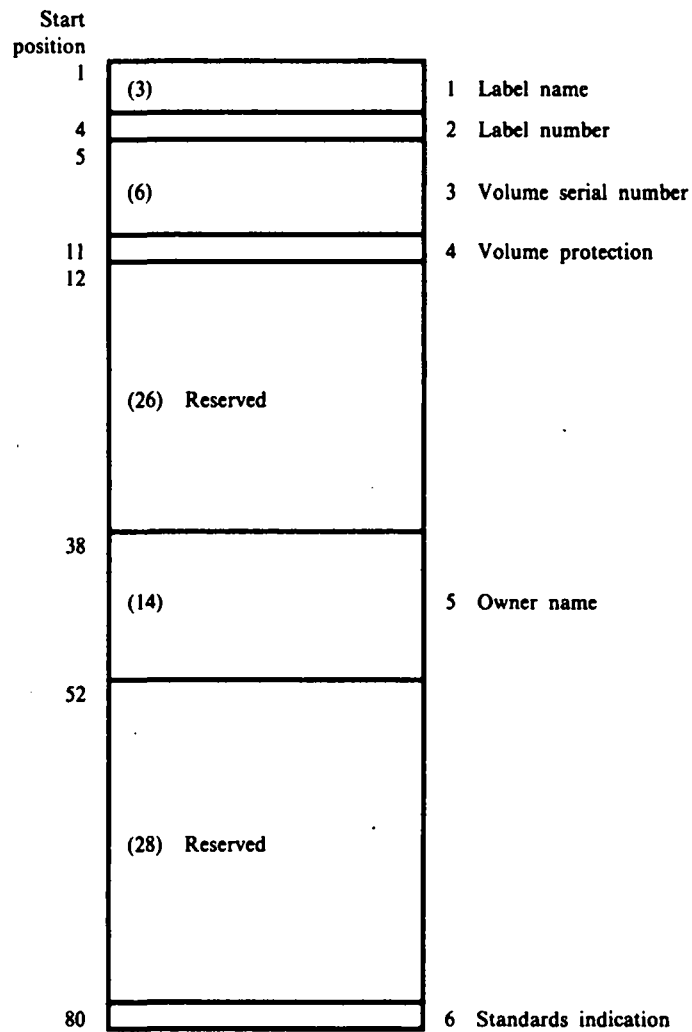 Start
position
1
(3)
1 Label name
4
2 Label number
5
(6)
3 Volume serial number
11
4 Volume protection
12
(26) Reserved
38
(14)
5 Owner name
52
(28) Reserved
80
6 Standards indication